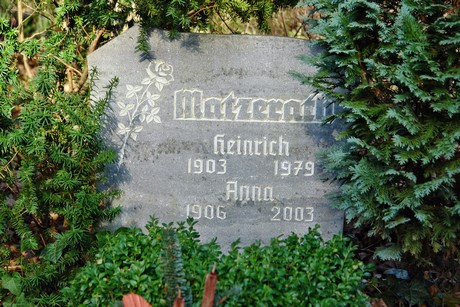 Matzerath
Heinrich
1903 1979
Anna
1906 2003